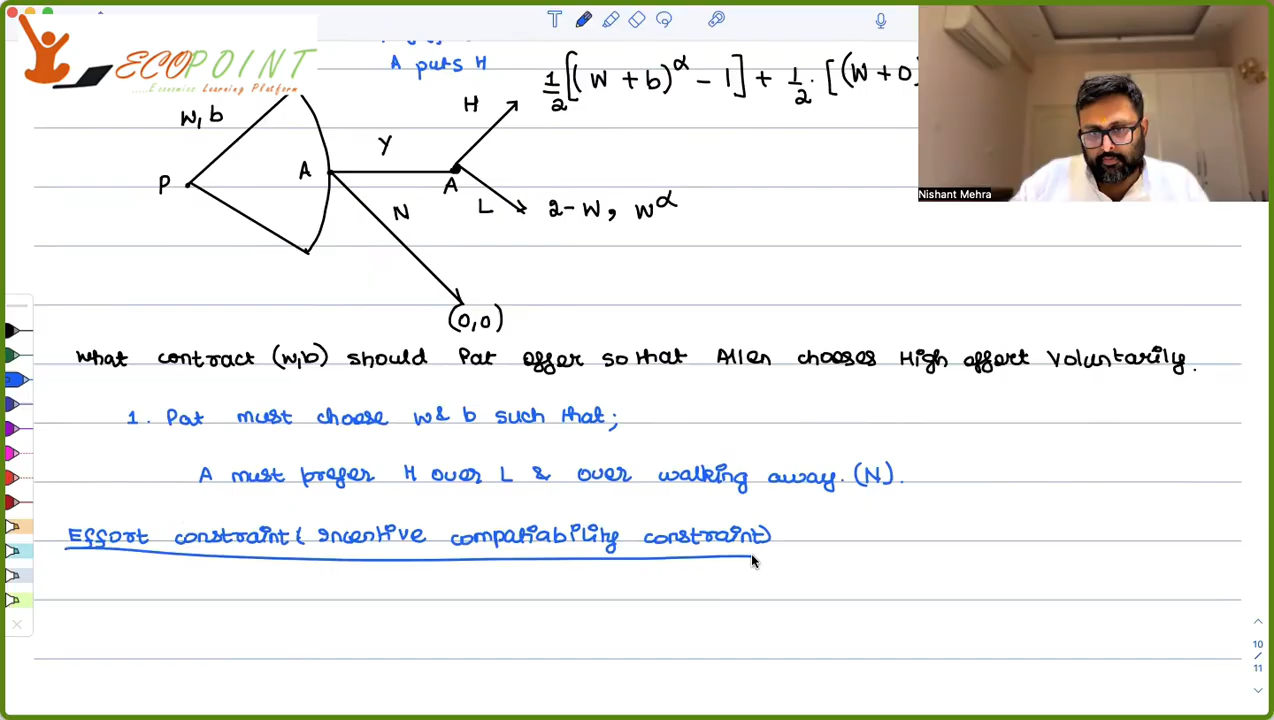 ECOPOINT
.....Economics Learning Platform
A puts H
1/2 [(W + b)^α - 1] + 1/2 . [(W + 0)
H
W, b
Y
P
A
A
N
L
2-W, W^α
(0,0)
Nishant Mehra
What contract (w,b) should Pat offer so that Allen chooses High effort Voluntarily.
1. Pat must choose w & b such that;
A must prefer H over L & over walking away. (N).
Effort constraint ( Incentive compatiability constraint)
10
/
11